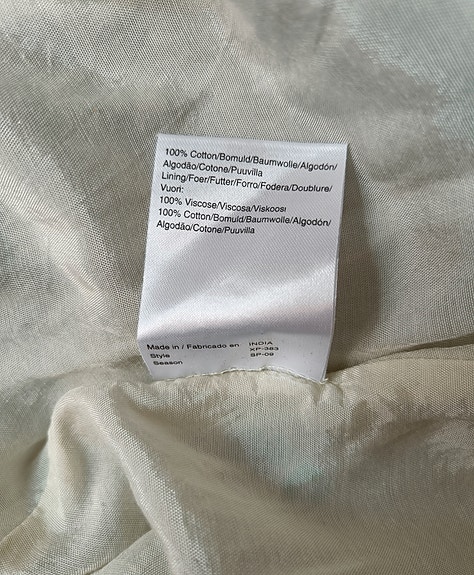 100% Cotton/Bomuld/Baumwolle/Algodón/
Algodão/Cotone/Puuvilla
Lining/Foer/Futter/Forro/Fodera/Doublure/
Vuori:
100% Viscose/Viscosa/Viskoosi
100% Cotton/Bomuld/Baumwolle/Algodón/
Algodão/Cotone/Puuvilla
Made in / Fabricado en INDIA
Style XP-383
Season SP-09